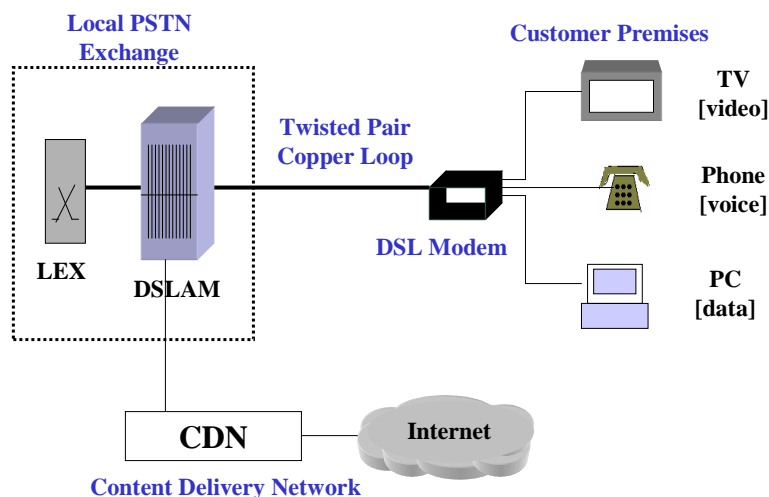 Local PSTN
Exchange
Customer Premises
TV
[video]
Twisted Pair
Copper Loop
Phone
[voice]
DSL Modem
LEX
DSLAM
PC
[data]
CDN
Internet
Content Delivery Network